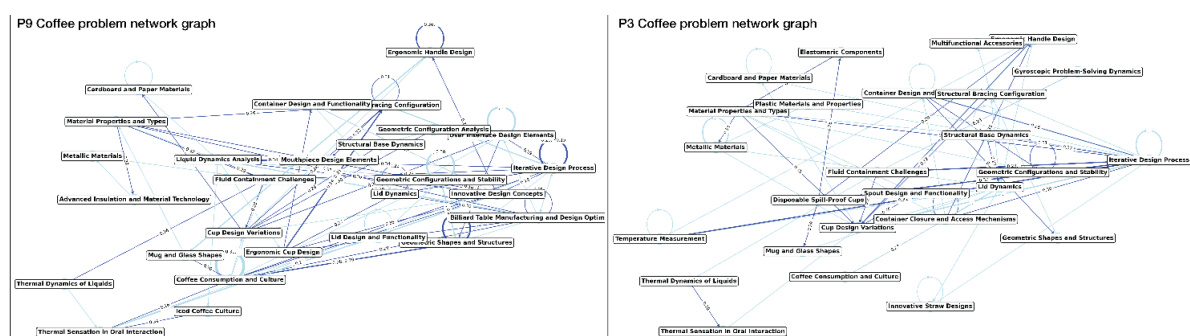 P9 Coffee problem network graph
Ergonomic Handle Design
Cardboard and Paper Materials
Container Design and Functionality
racing Configuration
Material Properties and Types
Geometric Configuration Analysis
User Interface Design Elements
Structural Base Dynamics
Metallic Materials
Liquid Dynamics Analysis
Mouthpiece Design Elements
Iterative Design Process
Fluid Containment Challenges
Geometric Configurations and Stability
Lid Dynamics
Innovative Design Concepts
Advanced Insulation and Material Technology
Billiard Table Manufacturing and Design Optim
Cup Design Variations
Lid Design and Functionality
Geometric Shapes and Structures
Mug and Glass Shapes
Ergonomic Cup Design
Coffee Consumption and Culture
Thermal Dynamics of Liquids
Iced Coffee Culture
Thermal Sensation in Oral Interaction
P3 Coffee problem network graph
Ergonomic Handle Design
Multifunctional Accessories
Elastomeric Components
Cardboard and Paper Materials
Gyroscopic Problem-Solving Dynamics
Container Design and
Structural Bracing Configuration
Plastic Materials and Properties
Material Properties and Types
Structural Base Dynamics
Metallic Materials
Iterative Design Process
Fluid Containment Challenges
Geometric Configurations and Stability
Lid Dynamics
Spout Design and Functionality
Disposable Spill-Proof Cups
Container Closure and Access Mechanisms
Cup Design Variations
Temperature Measurement
Geometric Shapes and Structures
Mug and Glass Shapes
Thermal Dynamics of Liquids
Coffee Consumption and Culture
Innovative Straw Designs
Thermal Sensation in Oral Interaction